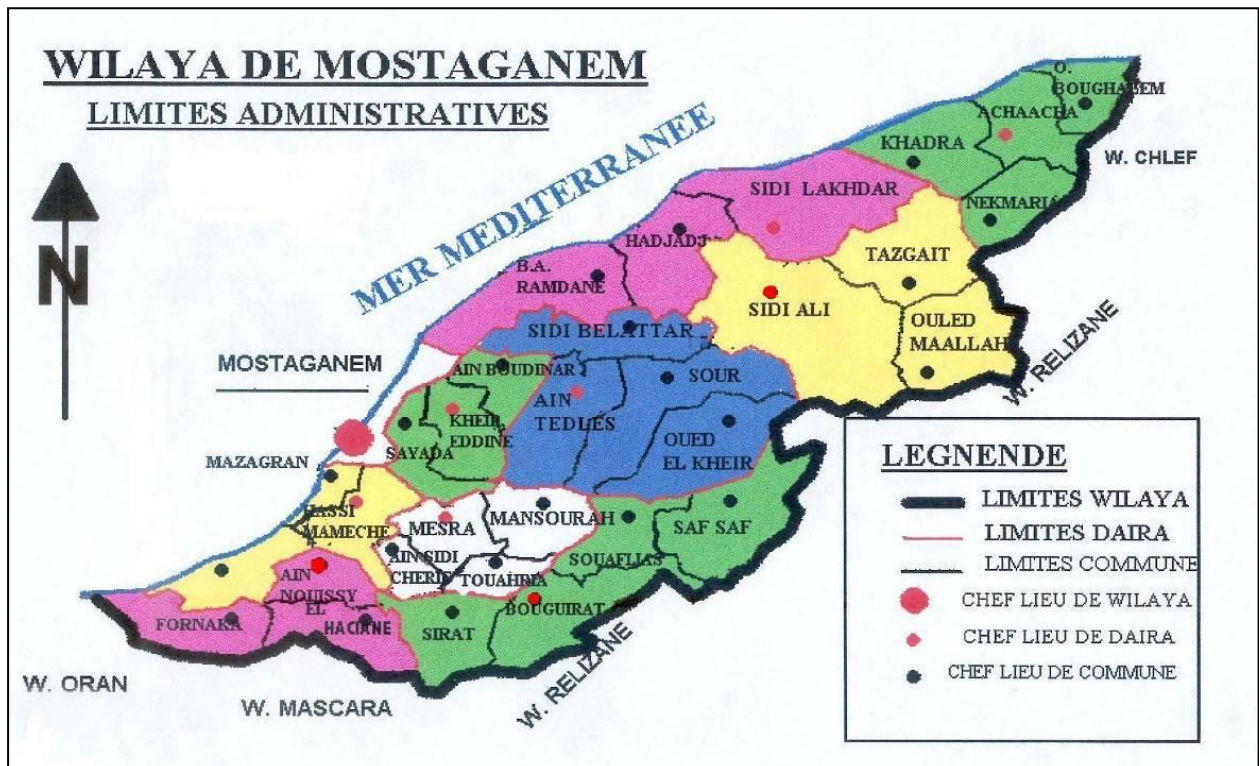 WILAYA DE MOSTAGANEM
LIMITES ADMINISTRATIVES
N
MER MEDITERRANEE
O.
BOUGHALEM
ACHAACHA
KHADRA
W. CHLEF
NEKMARIA
SIDI LAKHDAR
HADJADJ
TAZGAIT
B.A.
RAMDANE
SIDI ALI
OULED
MAALLAH
SIDI BELATTAR
W. RELIZANE
MOSTAGANEM
AIN BOUDINAR
SOUR
AIN
TEDLES
KHEIR
EDDINE
SAYADA
OUED
EL KHEIR
MAZAGRAN
HASSI
MAMECHE
MESRA
MANSOURAH
SAF SAF
AIN SIDI
CHERIF
TOUAHRIA
SOUAFLIAS
AIN
NOUISSY
EL
HACIANE
FORNAKA
SIRAT
BOUGUIRAT
W. RELIZANE
W. ORAN
W. MASCARA
LEGNENDE
LIMITES WILAYA
LIMITES DAIRA
LIMITES COMMUNE
CHEF LIEU DE WILAYA
CHEF LIEU DE DAIRA
CHEF LIEU DE COMMUNE